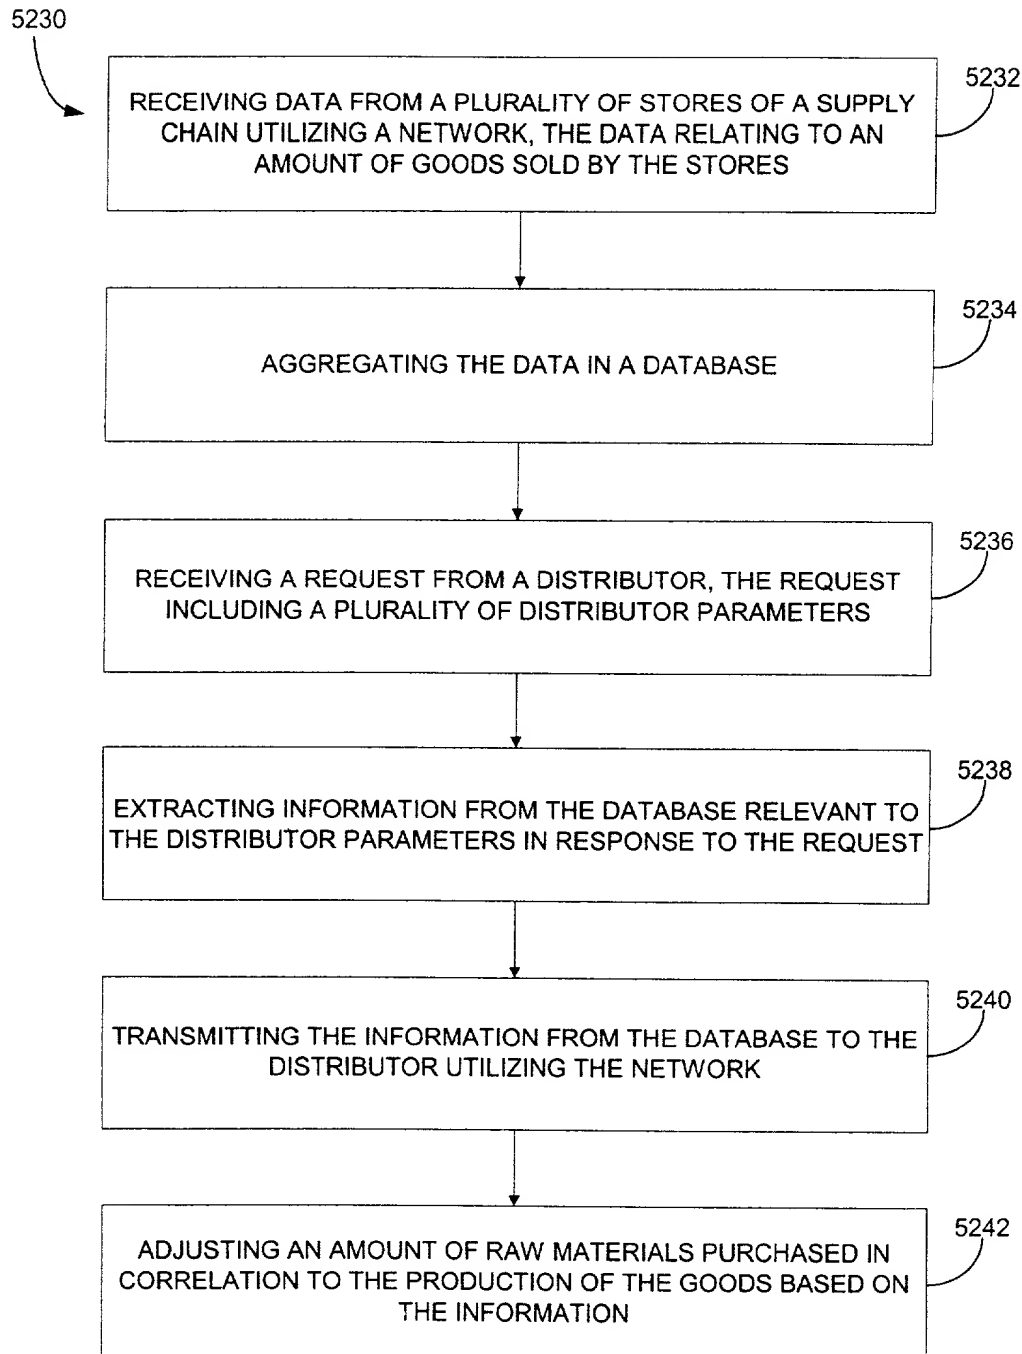 5230
5232
RECEIVING DATA FROM A PLURALITY OF STORES OF A SUPPLY
CHAIN UTILIZING A NETWORK, THE DATA RELATING TO AN
AMOUNT OF GOODS SOLD BY THE STORES
5234
AGGREGATING THE DATA IN A DATABASE
5236
RECEIVING A REQUEST FROM A DISTRIBUTOR, THE REQUEST
INCLUDING A PLURALITY OF DISTRIBUTOR PARAMETERS
5238
EXTRACTING INFORMATION FROM THE DATABASE RELEVANT TO
THE DISTRIBUTOR PARAMETERS IN RESPONSE TO THE REQUEST
5240
TRANSMITTING THE INFORMATION FROM THE DATABASE TO THE
DISTRIBUTOR UTILIZING THE NETWORK
5242
ADJUSTING AN AMOUNT OF RAW MATERIALS PURCHASED IN
CORRELATION TO THE PRODUCTION OF THE GOODS BASED ON
THE INFORMATION